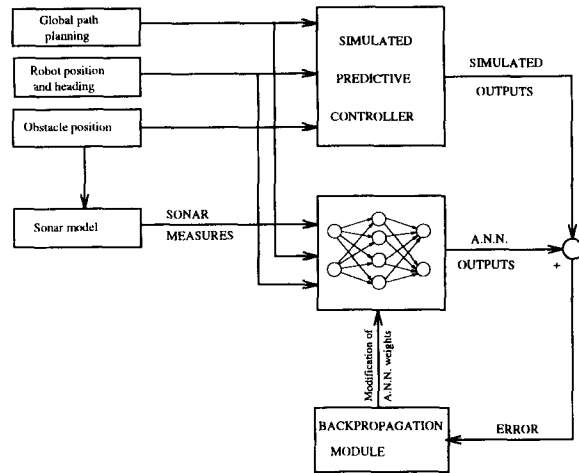 Global path
planning
Robot position
and heading
Obstacle position
Sonar model
SIMULATED
PREDICTIVE
CONTROLLER
SIMULATED
OUTPUTS
SONAR
MEASURES
A.N.N.
OUTPUTS
+
Modification of
A.N.N. weights
BACKPROPAGATION
MODULE
ERROR